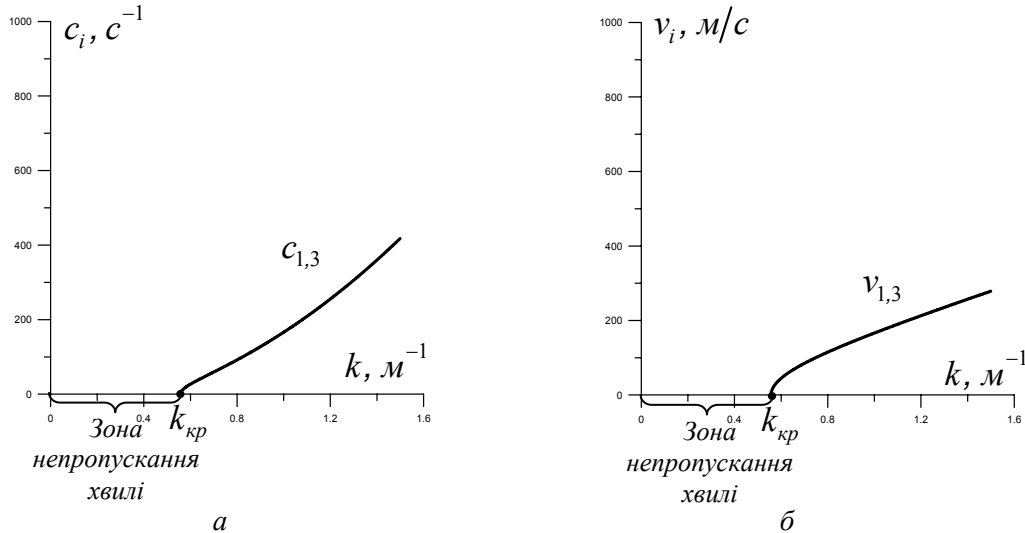 c_i, c^{-1}
1000
800
600
400
200
0
c_{1,3}
k, м^{-1}
0
0.4
0.8
1.2
1.6
k_{кр}
Зона
непропускання
хвилі
а
v_i, м/с
1000
800
600
400
200
0
v_{1,3}
k, м^{-1}
0
0.4
0.8
1.2
1.6
k_{кр}
Зона
непропускання
хвилі
б